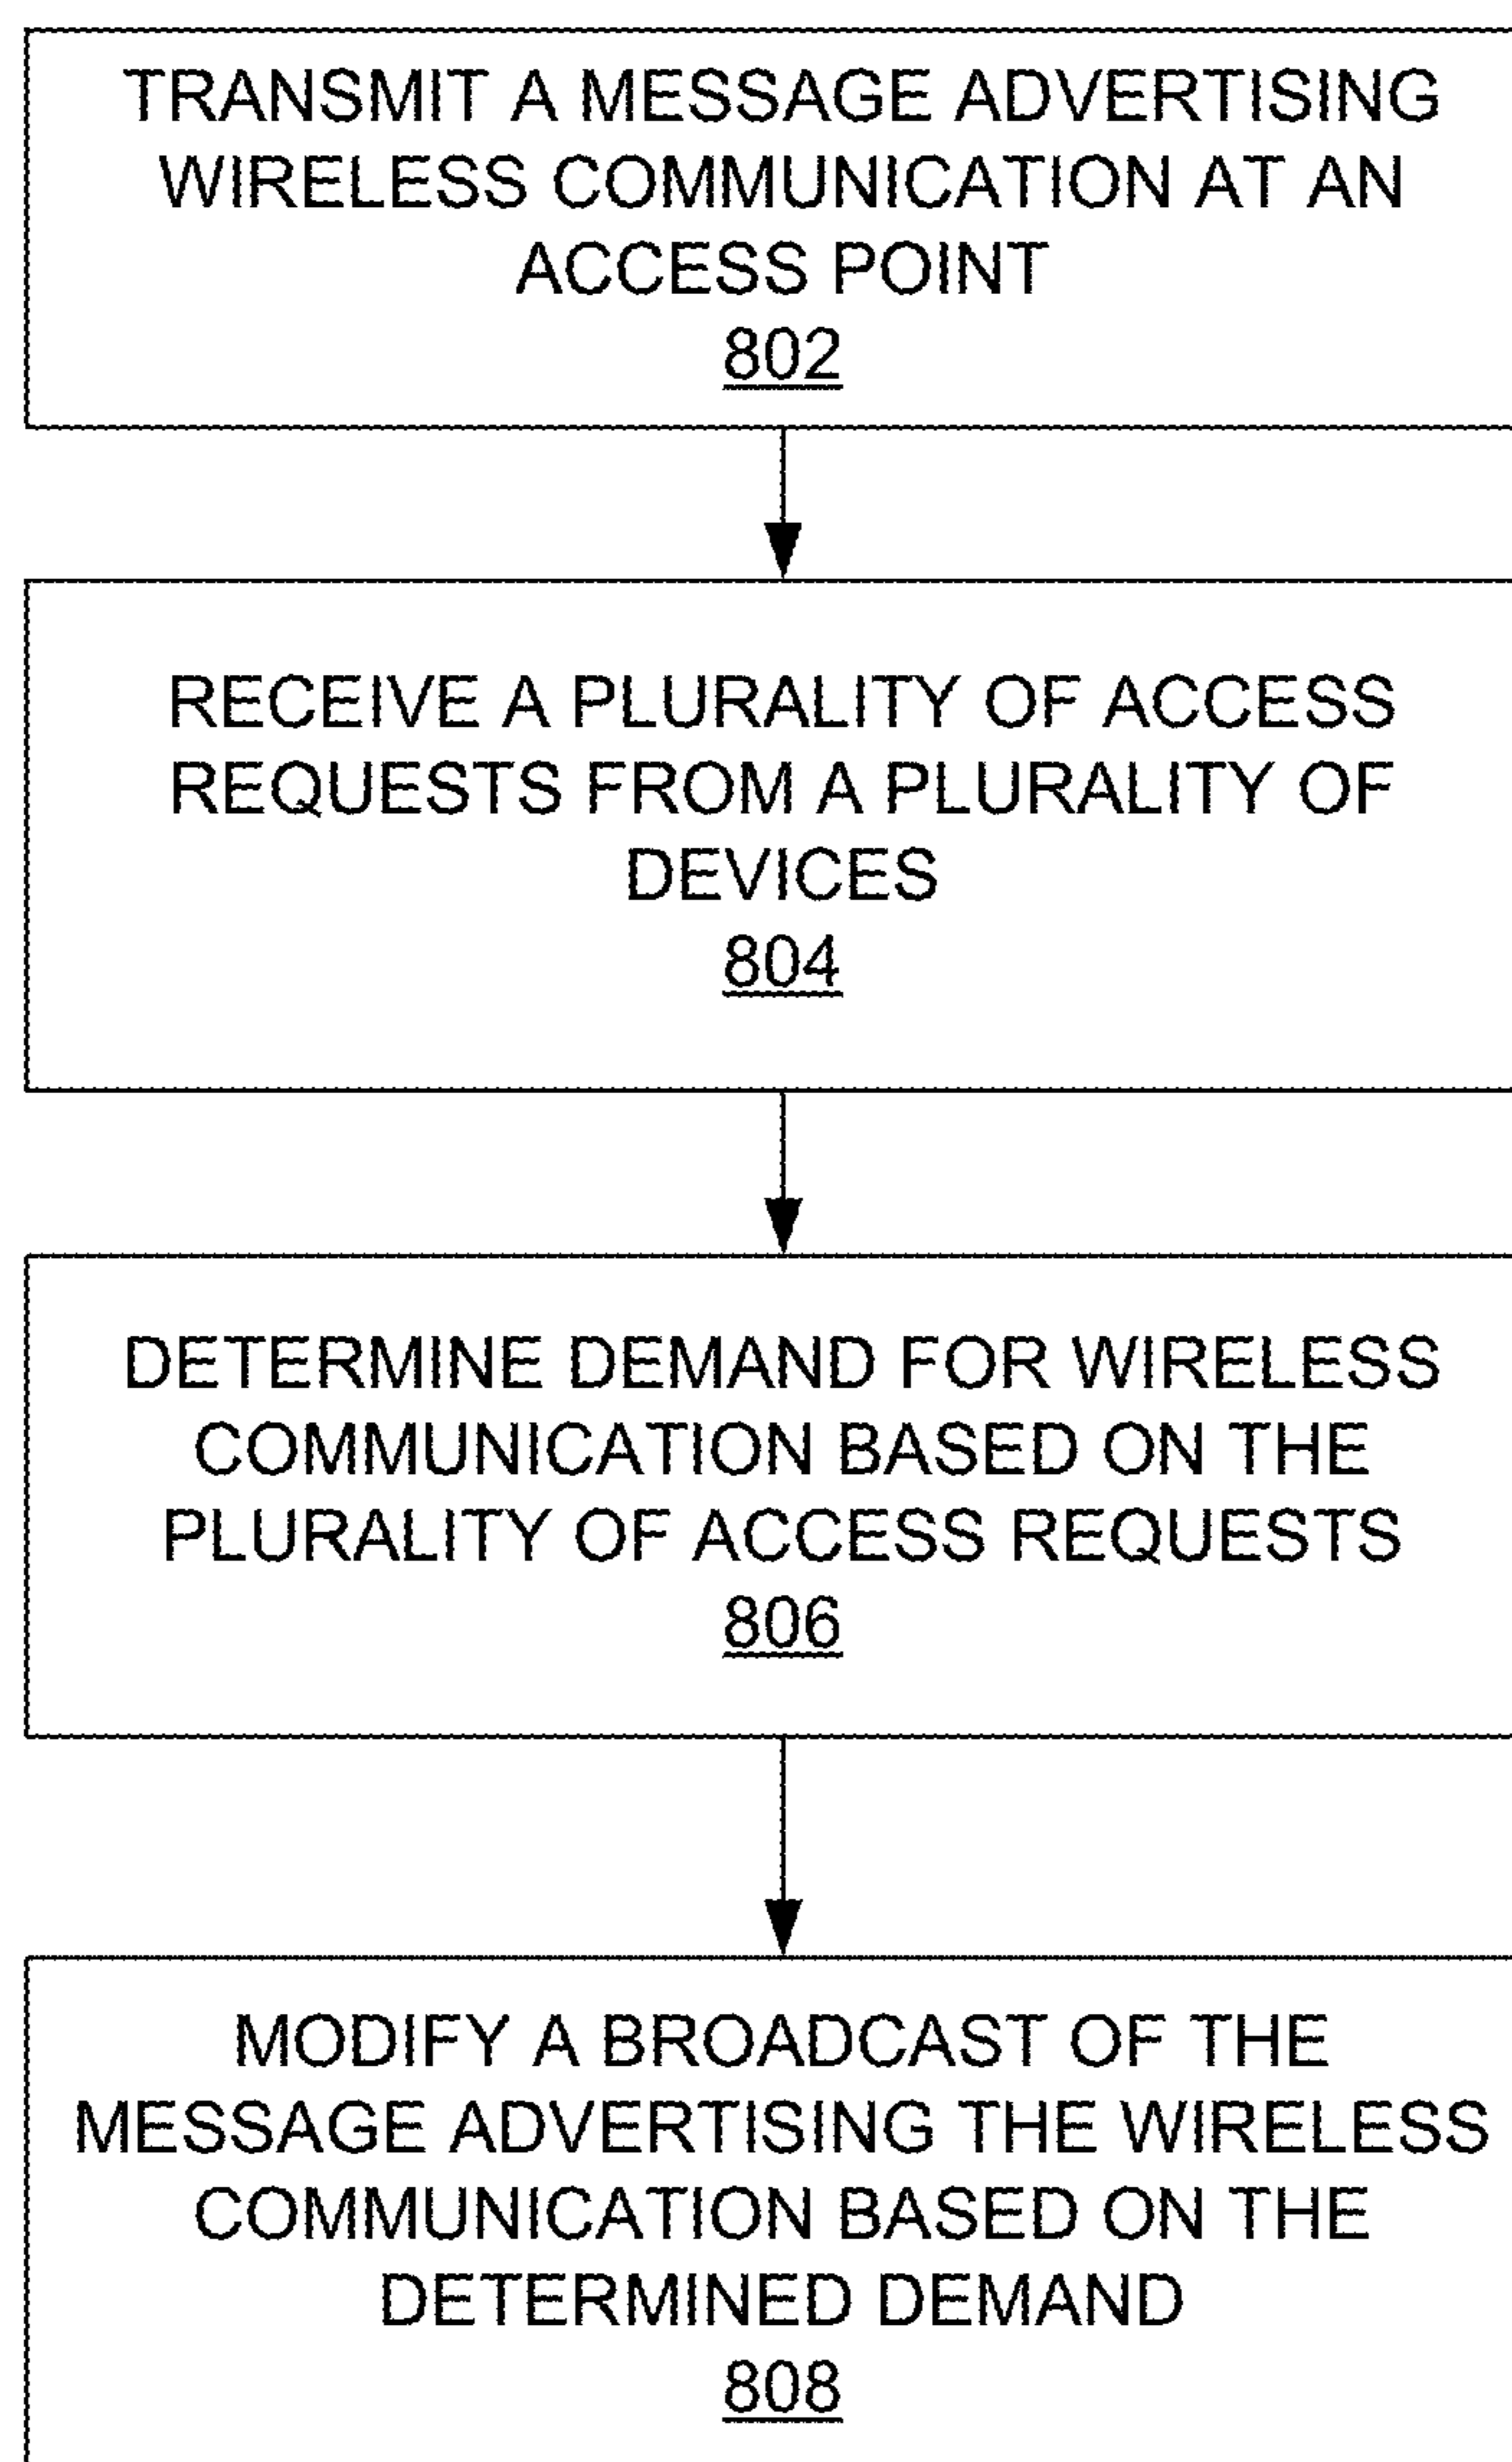 TRANSMIT A MESSAGE ADVERTISING
WIRELESS COMMUNICATION AT AN
ACCESS POINT
802
RECEIVE A PLURALITY OF ACCESS
REQUESTS FROM A PLURALITY OF
DEVICES
804
DETERMINE DEMAND FOR WIRELESS
COMMUNICATION BASED ON THE
PLURALITY OF ACCESS REQUESTS
806
MODIFY A BROADCAST OF THE
MESSAGE ADVERTISING THE WIRELESS
COMMUNICATION BASED ON THE
DETERMINED DEMAND
808